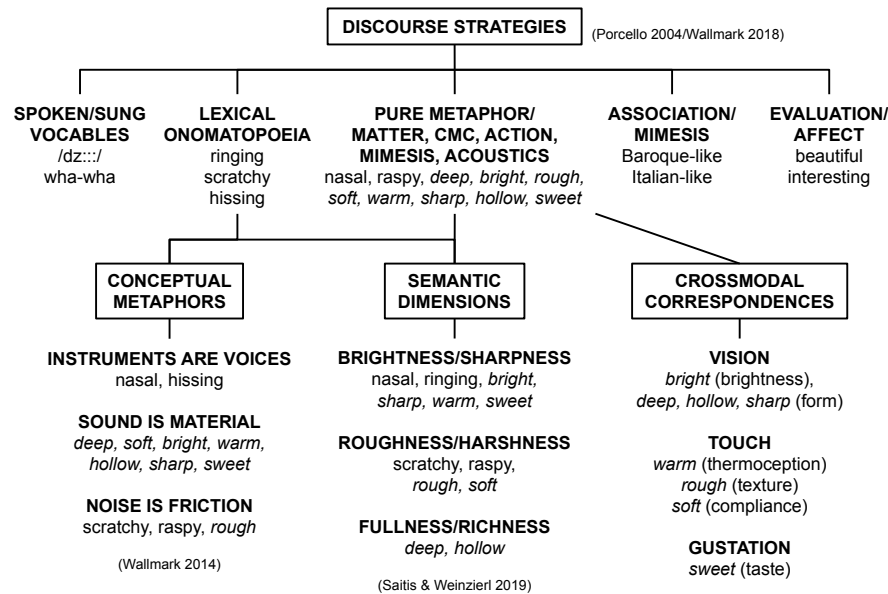 DISCOURSE STRATEGIES
(Porcello 2004/Wallmark 2018)
SPOKEN/SUNG
VOCABLES
/dz:::/
wha-wha
LEXICAL
ONOMATOPOEIA
ringing
scratchy
hissing
PURE METAPHOR/
MATTER, CMC, ACTION,
MIMESIS, ACOUSTICS
nasal, raspy, deep, bright, rough,
soft, warm, sharp, hollow, sweet
ASSOCIATION/
MIMESIS
Baroque-like
Italian-like
EVALUATION/
AFFECT
beautiful
interesting
CONCEPTUAL
METAPHORS
INSTRUMENTS ARE VOICES
nasal, hissing
SOUND IS MATERIAL
deep, soft, bright, warm,
hollow, sharp, sweet
NOISE IS FRICTION
scratchy, raspy, rough
(Wallmark 2014)
SEMANTIC
DIMENSIONS
BRIGHTNESS/SHARPNESS
nasal, ringing, bright,
sharp, warm, sweet
ROUGHNESS/HARSHNESS
scratchy, raspy,
rough, soft
FULLNESS/RICHNESS
deep, hollow
(Saitis & Weinzierl 2019)
CROSSMODAL
CORRESPONDENCES
VISION
bright (brightness),
deep, hollow, sharp (form)
TOUCH
warm (thermoception)
rough (texture)
soft (compliance)
GUSTATION
sweet (taste)